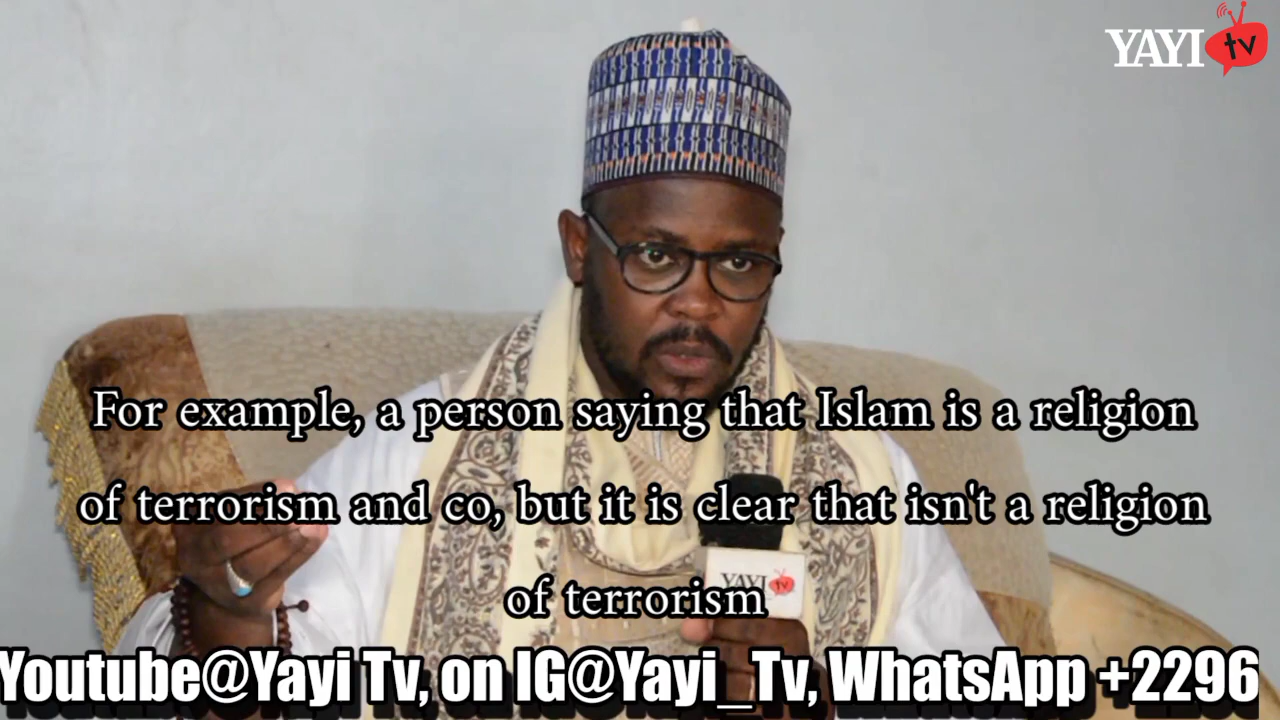 YAYI tv
For example, a person saying that Islam is a religion
of terrorism and co, but it is clear that isn't a religion
of terrorism
YAYI tv
Youtube@Yayi Tv, on IG@Yayi_Tv, WhatsApp +2296